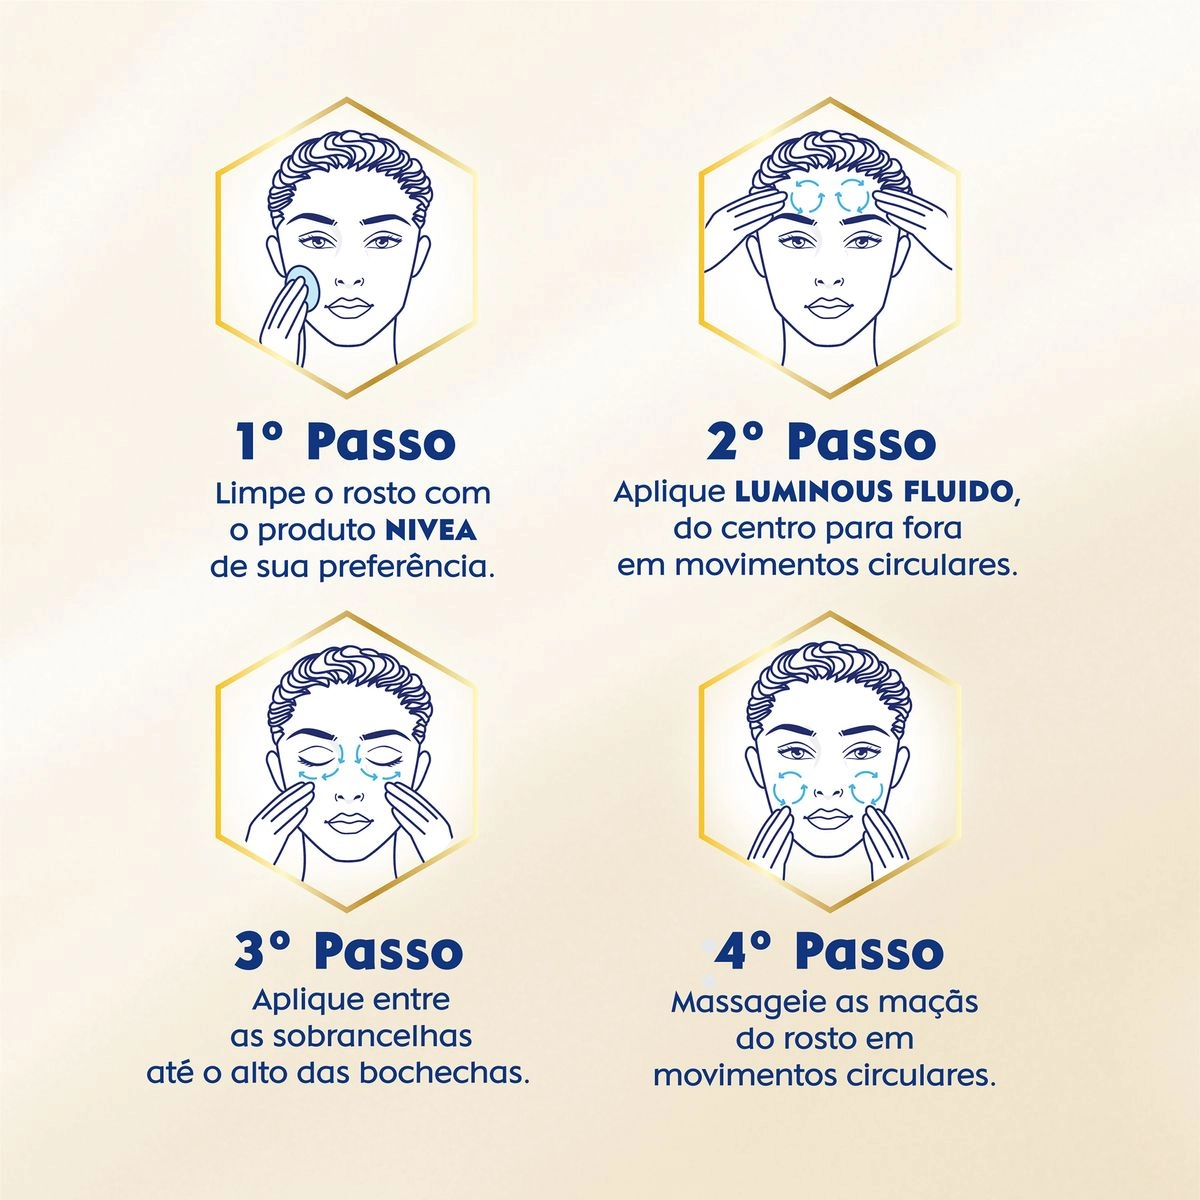 1º Passo
Limpe o rosto com
o produto NIVEA
de sua preferência.
2º Passo
Aplique LUMINOUS FLUIDO,
do centro para fora
em movimentos circulares.
3º Passo
Aplique entre
as sobrancelhas
até o alto das bochechas.
4º Passo
Massageie as maçãs
do rosto em
movimentos circulares.